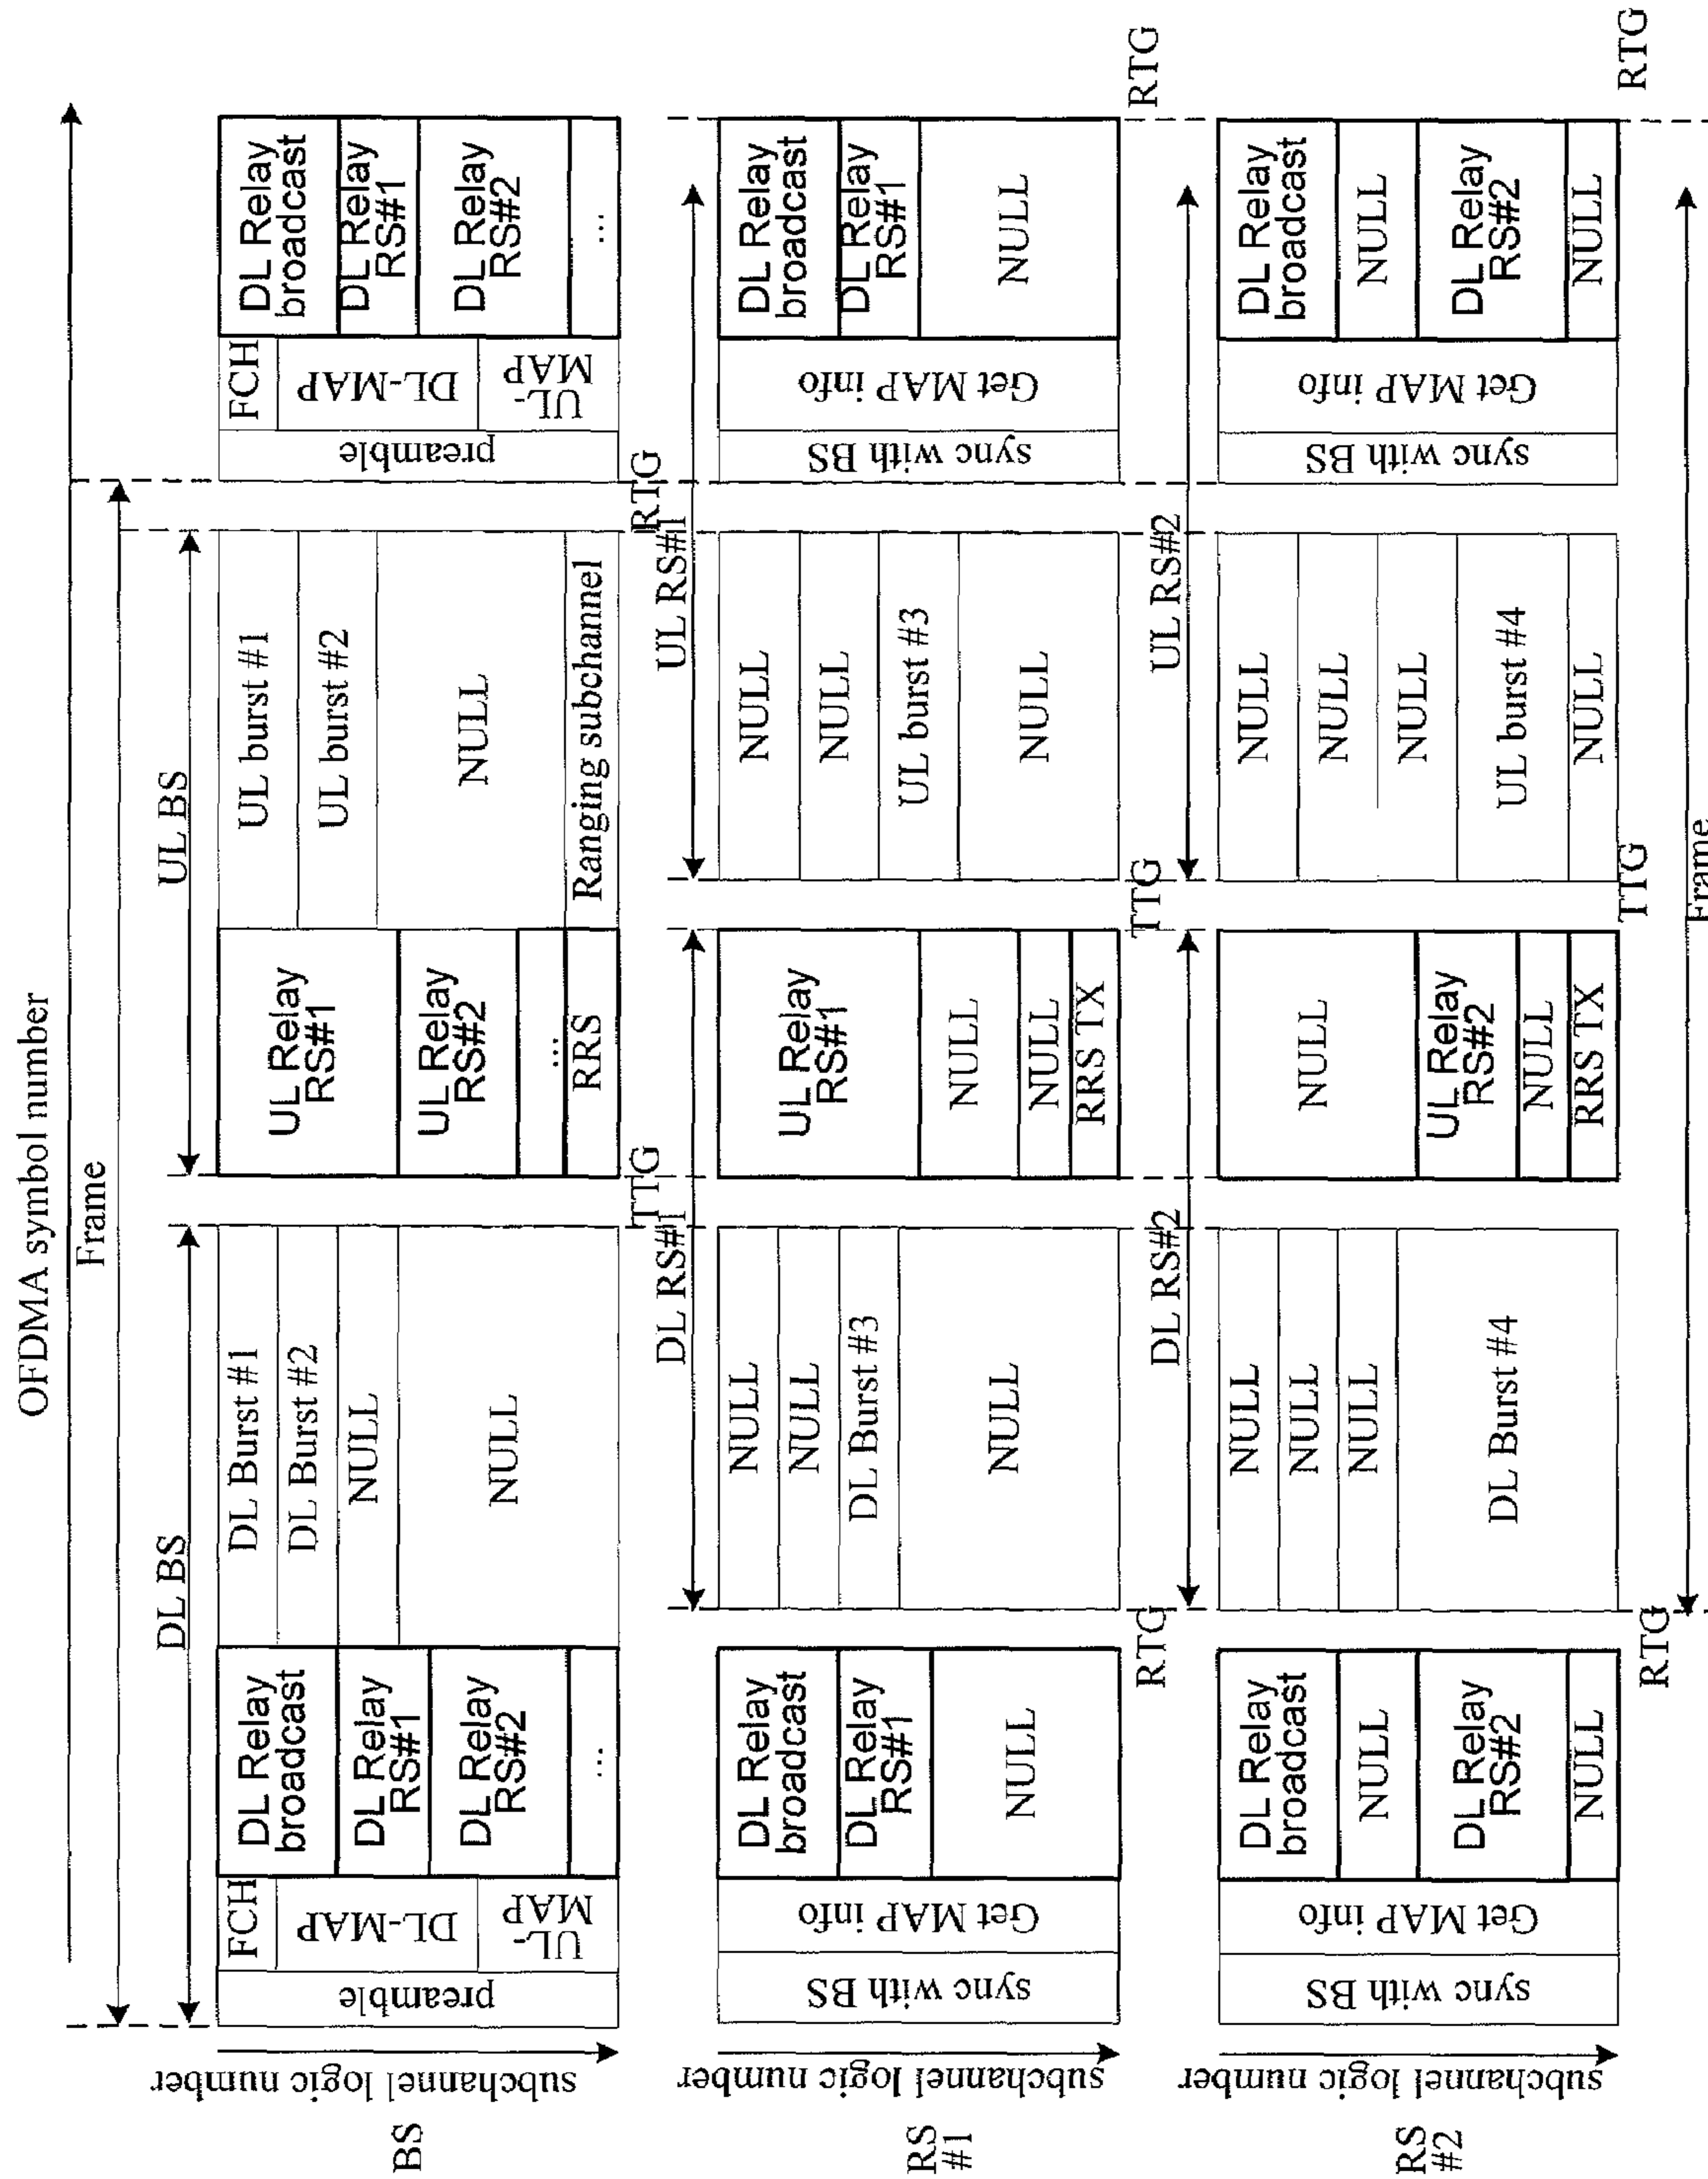 OFDMA symbol number
Frame
DL BS
UL BS
BS
subchannel logic number
preamble
FCH
DL-MAP
UL-
MAP
DL Relay
broadcast
DL Relay
RS#1
DL Relay
RS#2
...
DL Burst #1
DL Burst #2
NULL
NULL
TTG
UL Relay
RS#1
UL Relay
RS#2
...
RRS
UL burst #1
UL burst #2
NULL
Ranging subchannel
RTG
preamble
FCH
DL-MAP
UL-
MAP
DL Relay
broadcast
DL Relay
RS#1
DL Relay
RS#2
...
DL RS#1
UL RS#1
RS
#1
subchannel logic number
sync with BS
Get MAP info
DL Relay
broadcast
DL Relay
RS#1
NULL
RTG
NULL
NULL
DL Burst #3
NULL
UL Relay
RS#1
NULL
NULL
RRS TX
TTG
NULL
NULL
UL burst #3
NULL
sync with BS
Get MAP info
DL Relay
broadcast
DL Relay
RS#1
NULL
RTG
DL RS#2
UL RS#2
RS
#2
subchannel logic number
sync with BS
Get MAP info
DL Relay
broadcast
NULL
DL Relay
RS#2
NULL
RTG
NULL
NULL
NULL
DL Burst #4
NULL
UL Relay
RS#2
NULL
RRS TX
TTG
NULL
NULL
NULL
UL burst #4
NULL
sync with BS
Get MAP info
DL Relay
broadcast
NULL
DL Relay
RS#2
NULL
RTG
Frame